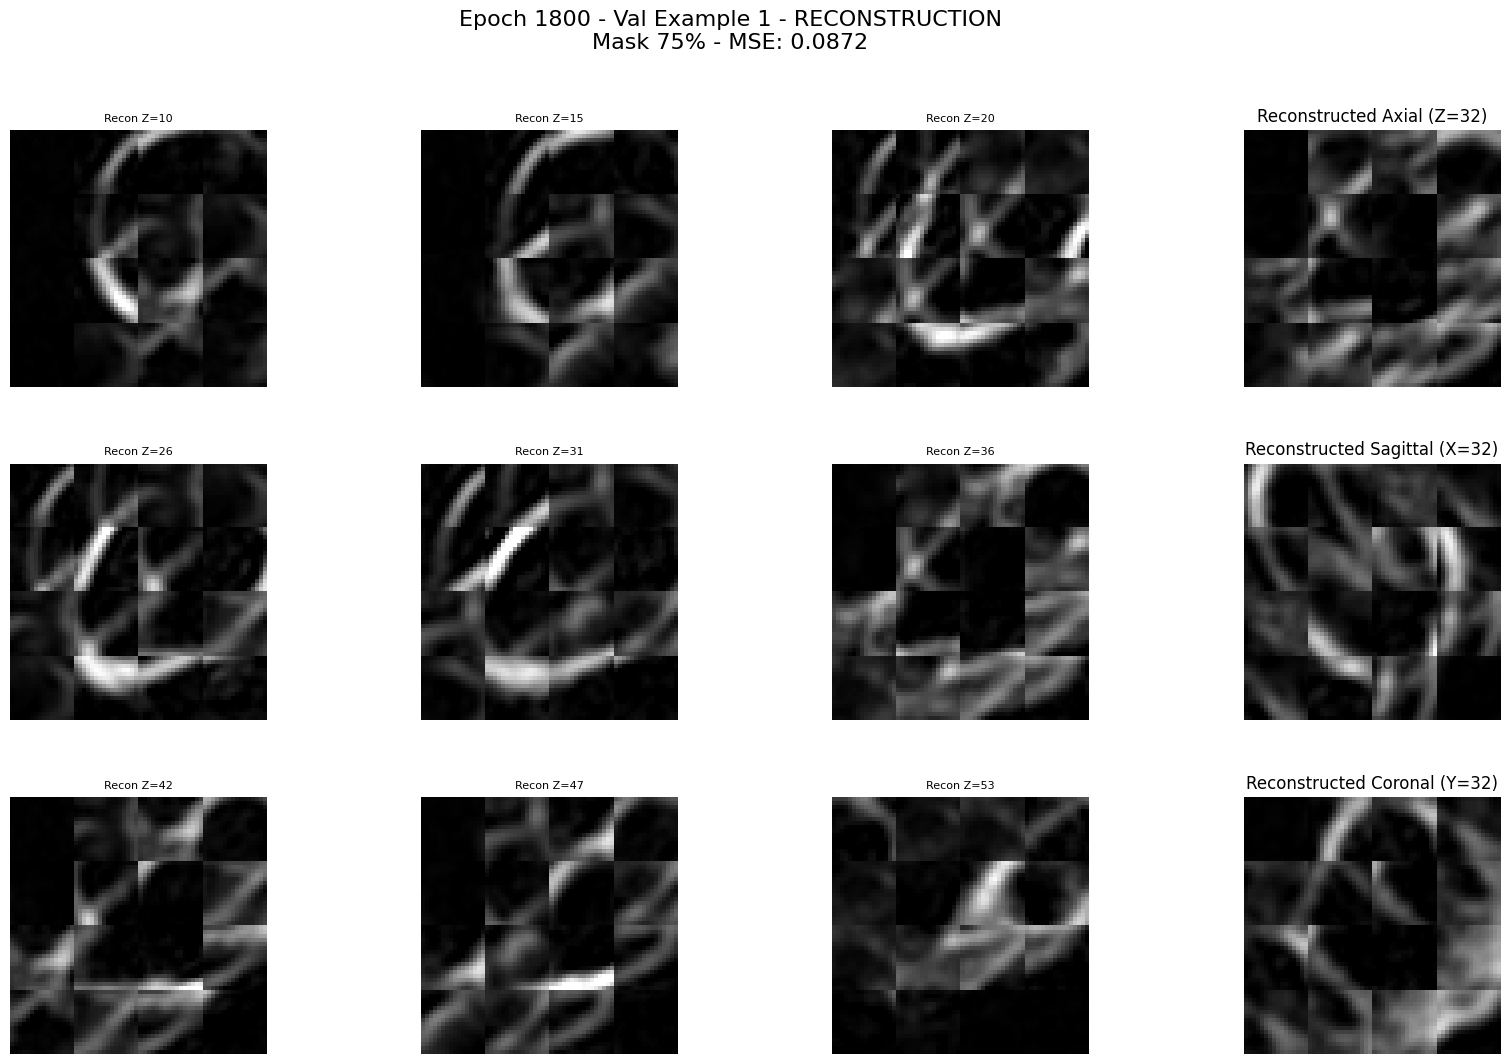 Epoch 1800 - Val Example 1 - RECONSTRUCTION
Mask 75% - MSE: 0.0872
Recon Z=10
Recon Z=15
Recon Z=20
Reconstructed Axial (Z=32)
Recon Z=26
Recon Z=31
Recon Z=36
Reconstructed Sagittal (X=32)
Recon Z=42
Recon Z=47
Recon Z=53
Reconstructed Coronal (Y=32)